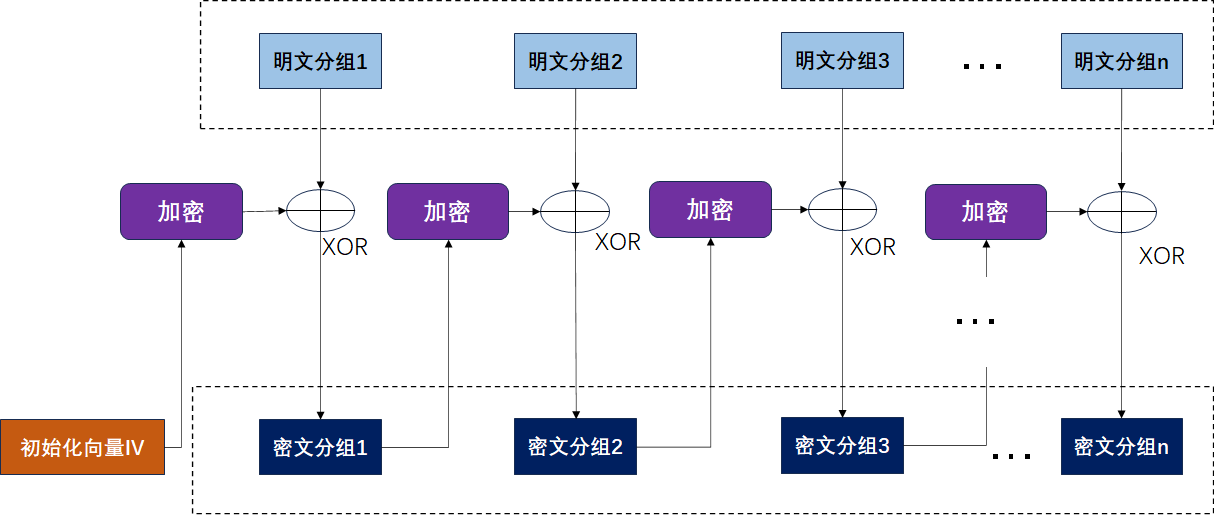 明文分组1
明文分组2
明文分组3
...
明文分组n
加密
加密
加密
加密
XOR
XOR
XOR
XOR
...
初始化向量IV
密文分组1
密文分组2
密文分组3
...
密文分组n